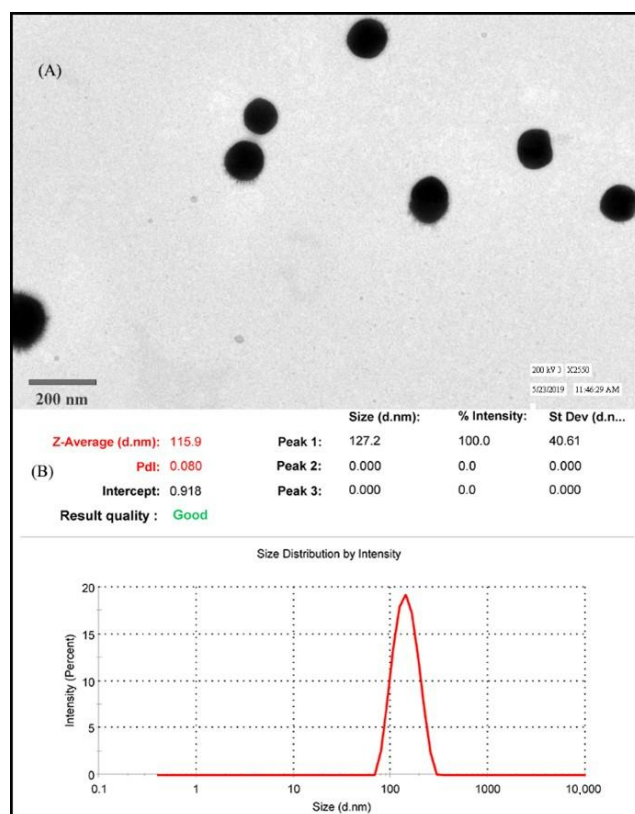 (A)
200 kV 3 X2550
5/23/2019 11:46:29 AM
200 nm
Size (d.nm): % Intensity: St Dev (d.n...
Z-Average (d.nm): 115.9 Peak 1: 127.2 100.0 40.61
PdI: 0.080 Peak 2: 0.000 0.0 0.000
(B)
Intercept: 0.918 Peak 3: 0.000 0.0 0.000
Result quality : Good
Size Distribution by Intensity
20
15
10
5
0
Intensity (Percent)
0.1 1 10 100 1000 10,000
Size (d.nm)